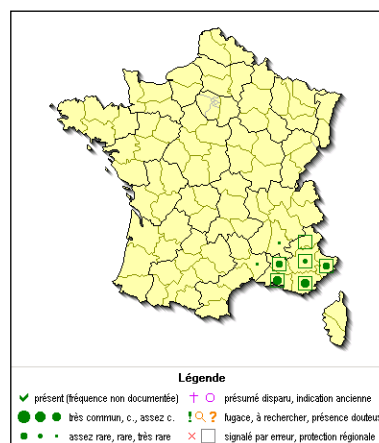 Légende
présent (fréquence non documentée) présumé disparu, indication ancienne
très commun, c., assez c. fugace, à rechercher, présence douteus
assez rare, rare, très rare signalé par erreur, protection régionale